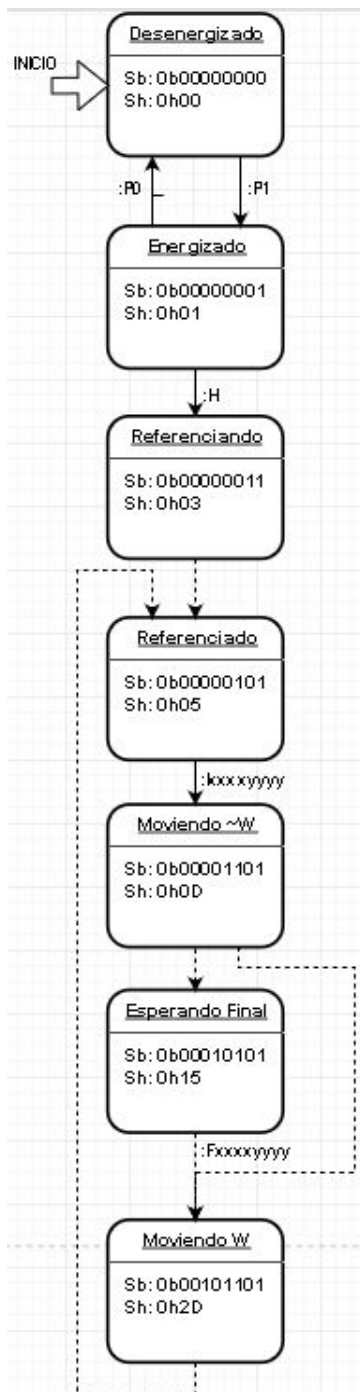 Desenergizado
INICIO
Sb: 0b00000000
Sh: 0h00
:P0
:P1
Energizado
Sb: 0b00000001
Sh: 0h01
:H
Referenciando
Sb: 0b00000011
Sh: 0h03
Referenciado
Sb: 0b00000101
Sh: 0h05
:Ixxxxyyyy
Moviendo ~W
Sb: 0b00001101
Sh: 0h0D
Esperando Final
Sb: 0b00010101
Sh: 0h15
:Fxxxxyyyy
Moviendo W
Sb: 0b00101101
Sh: 0h2D